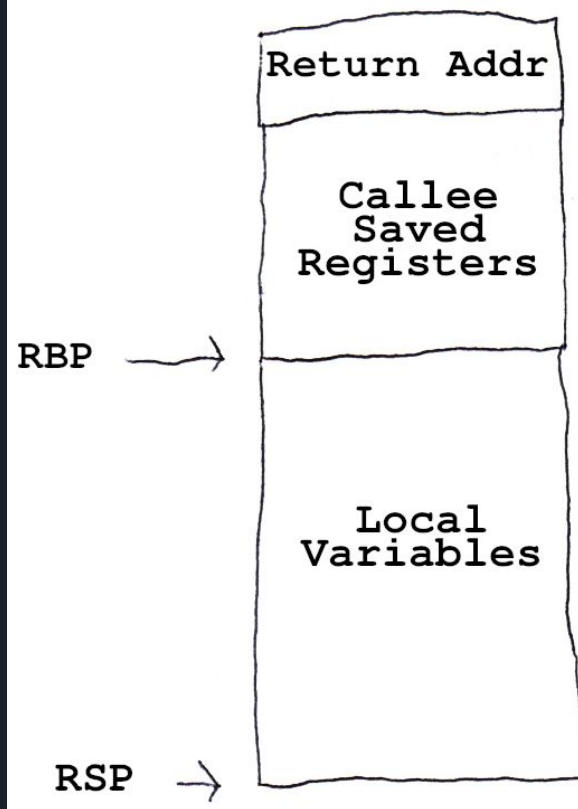 Return Addr
Callee
Saved
Registers
RBP
Local
Variables
RSP